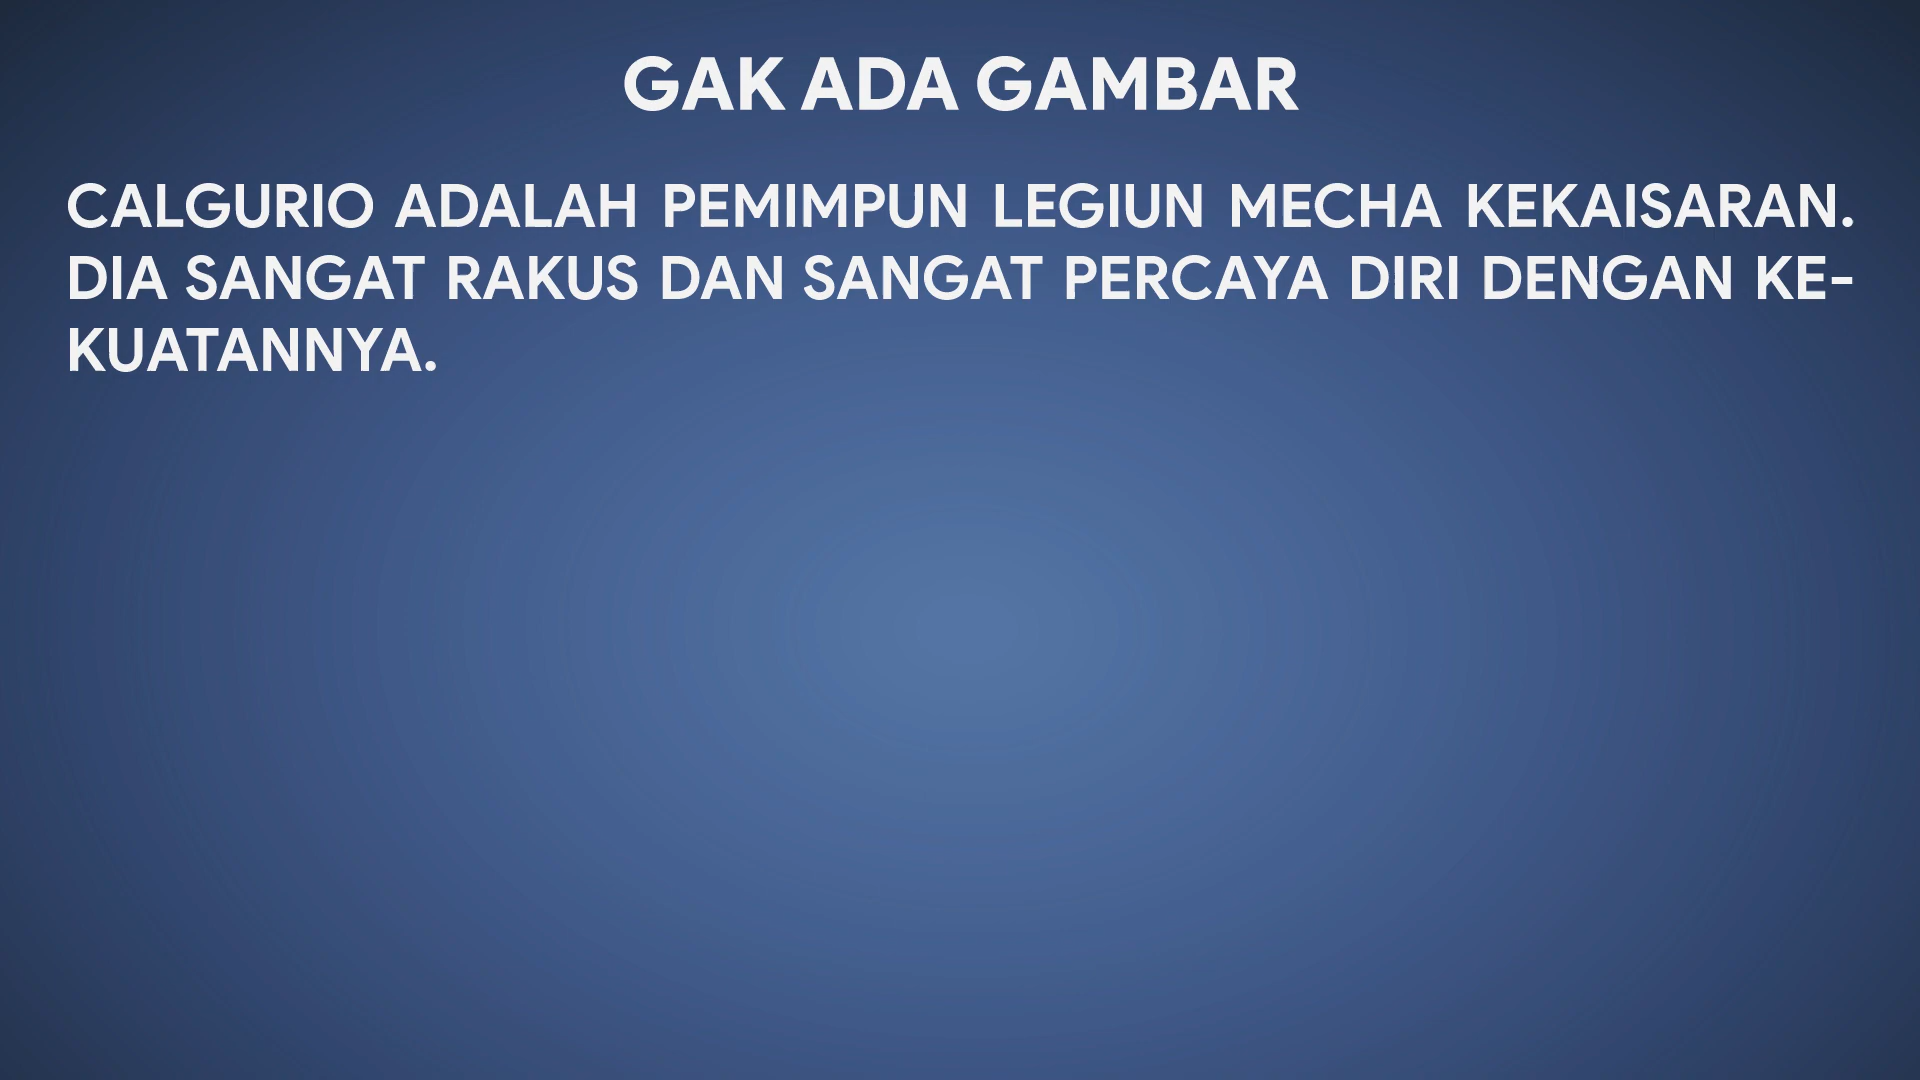 GAK ADA GAMBAR
CALGURIO ADALAH PEMIMPUN LEGIUN MECHA KEKAISARAN.
DIA SANGAT RAKUS DAN SANGAT PERCAYA DIRI DENGAN KE-
KUATANNYA.